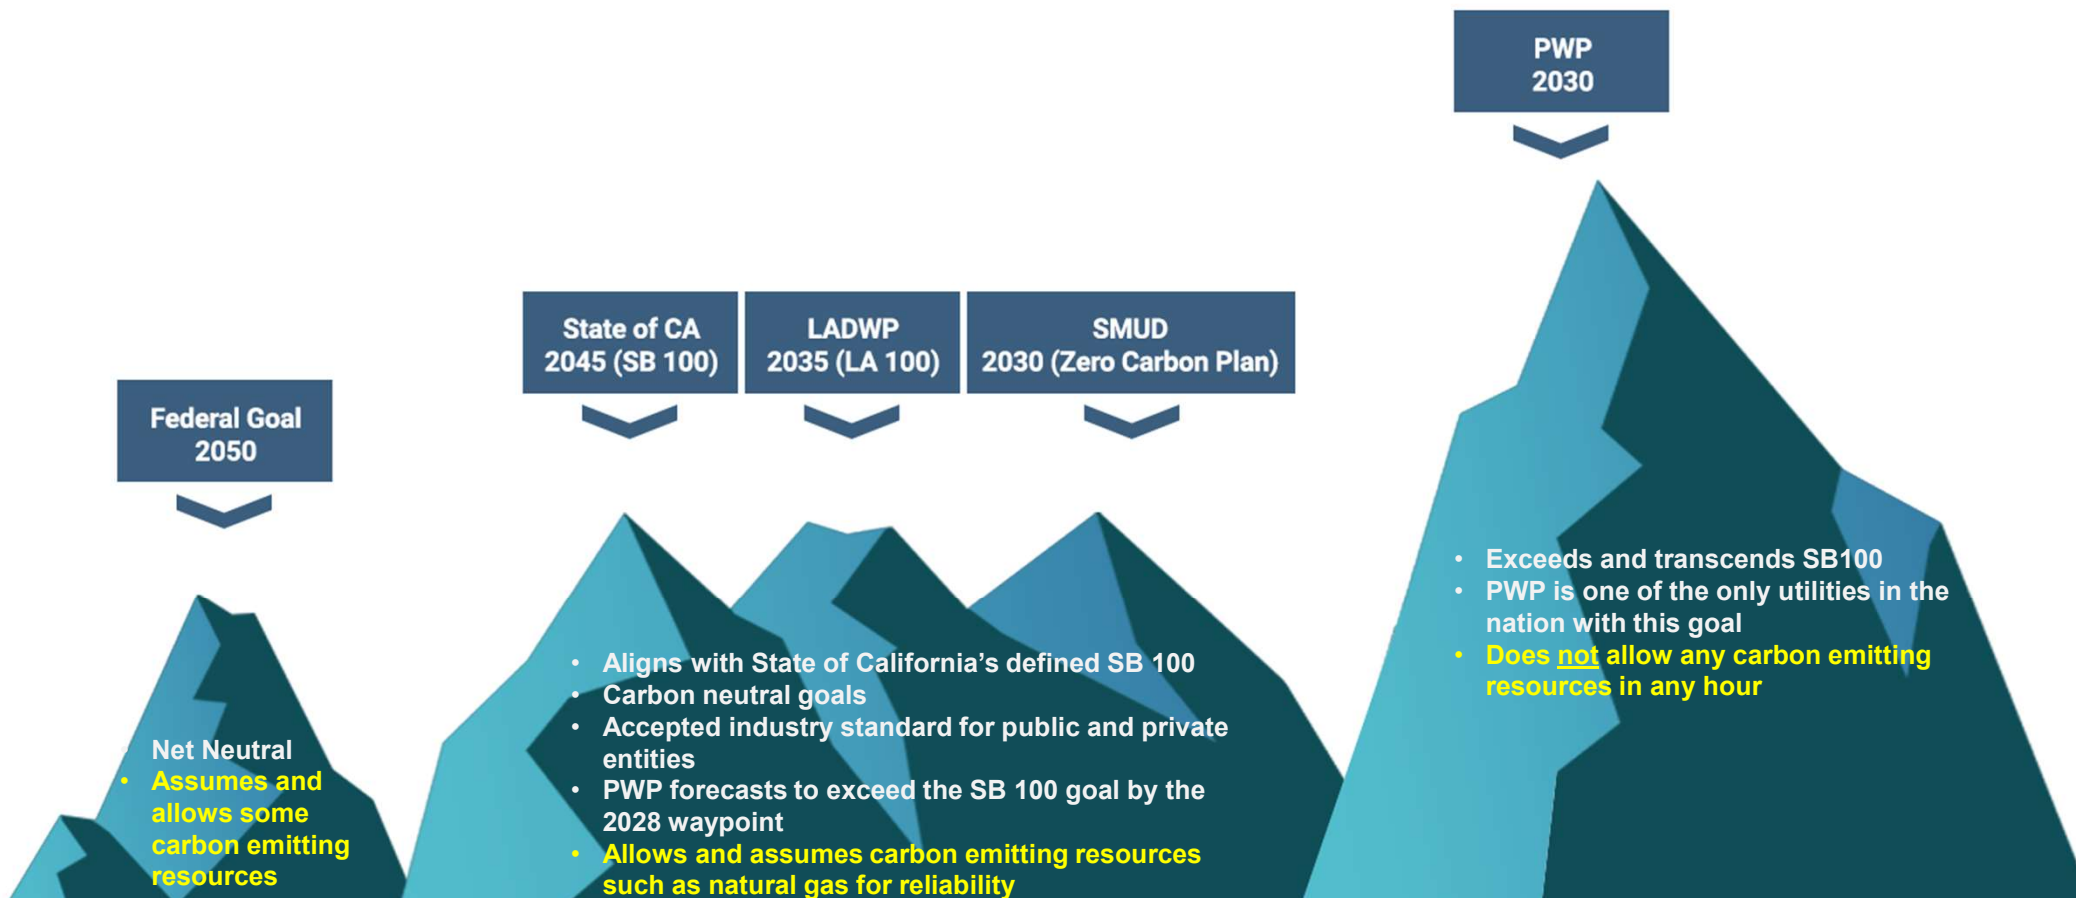 Federal Goal
2050
• Net Neutral
• Assumes and
allows some
carbon emitting
resources
State of CA
2045 (SB 100)
LADWP
2035 (LA 100)
SMUD
2030 (Zero Carbon Plan)
• Aligns with State of California’s defined SB 100
• Carbon neutral goals
• Accepted industry standard for public and private
entities
• PWP forecasts to exceed the SB 100 goal by the
2028 waypoint
• Allows and assumes carbon emitting resources
such as natural gas for reliability
PWP
2030
• Exceeds and transcends SB100
• PWP is one of the only utilities in the
nation with this goal
• Does not allow any carbon emitting
resources in any hour